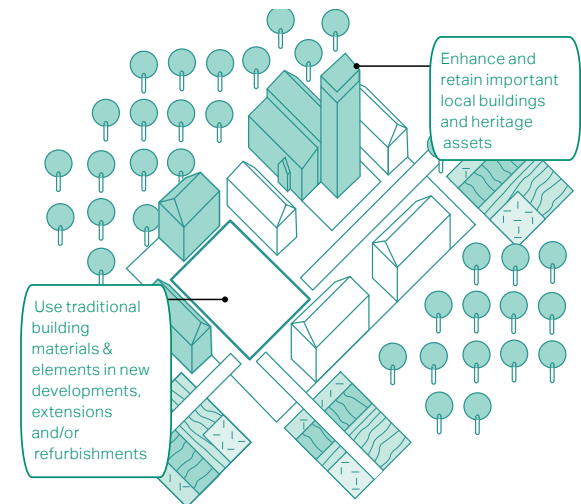 Enhance and
retain important
local buildings
and heritage
assets
Use traditional
building
materials &
elements in new
developments,
extensions
and/or
refurbishments